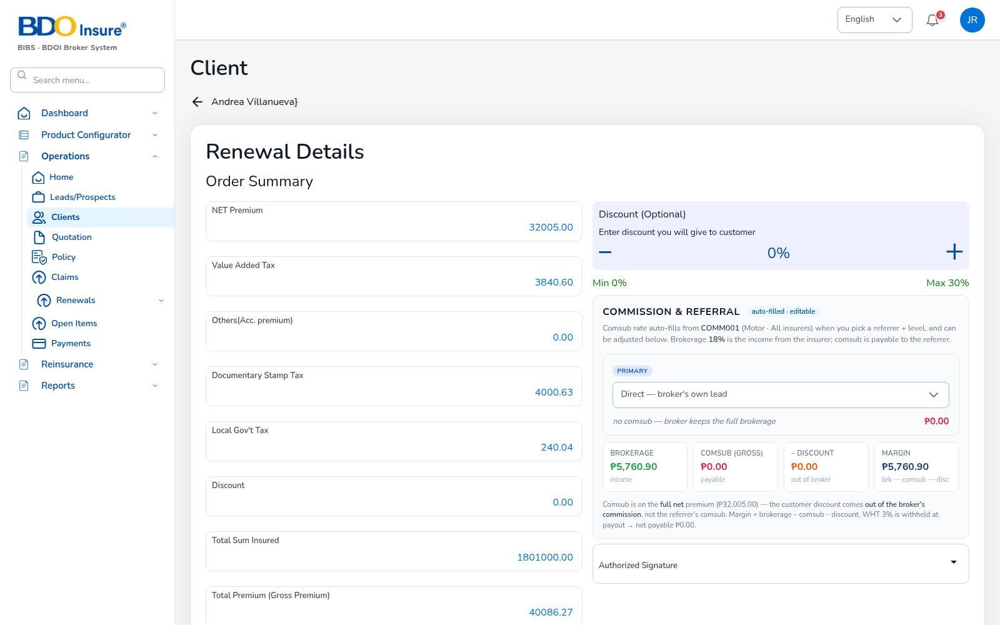 BDO Insure®
BIBS - BDOI Broker System
Search menu...
Dashboard
Product Configurator
Operations
Home
Leads/Prospects
Clients
Quotation
Policy
Claims
Renewals
Open Items
Payments
Reinsurance
Reports
English
3
JR
Client
Andrea Villanueva}
Renewal Details
Order Summary
NET Premium
32005.00
Value Added Tax
3840.60
Others(Acc. premium)
0.00
Documentary Stamp Tax
4000.63
Local Gov't Tax
240.04
Discount
0.00
Total Sum Insured
1801000.00
Total Premium (Gross Premium)
40086.27
Discount (Optional)
Enter discount you will give to customer
− 0% +
Min 0% Max 30%
COMMISSION & REFERRAL auto-filled · editable
Comsub rate auto-fills from COMM001 (Motor · All insurers) when you pick a referrer + level, and can
be adjusted below. Brokerage 18% is the income from the insurer; comsub is payable to the referrer.
PRIMARY
Direct — broker's own lead
no comsub — broker keeps the full brokerage ₱0.00
BROKERAGE
₱5,760.90
income
COMSUB (GROSS)
₱0.00
payable
− DISCOUNT
₱0.00
out of broker
MARGIN
₱5,760.90
brk — comsub — disc
Comsub is on the full net premium (₱32,005.00) — the customer discount comes out of the broker's
commission, not the referrer's comsub. Margin = brokerage − comsub − discount. WHT 3% is withheld at
payout → net payable ₱0.00.
Authorized Signature